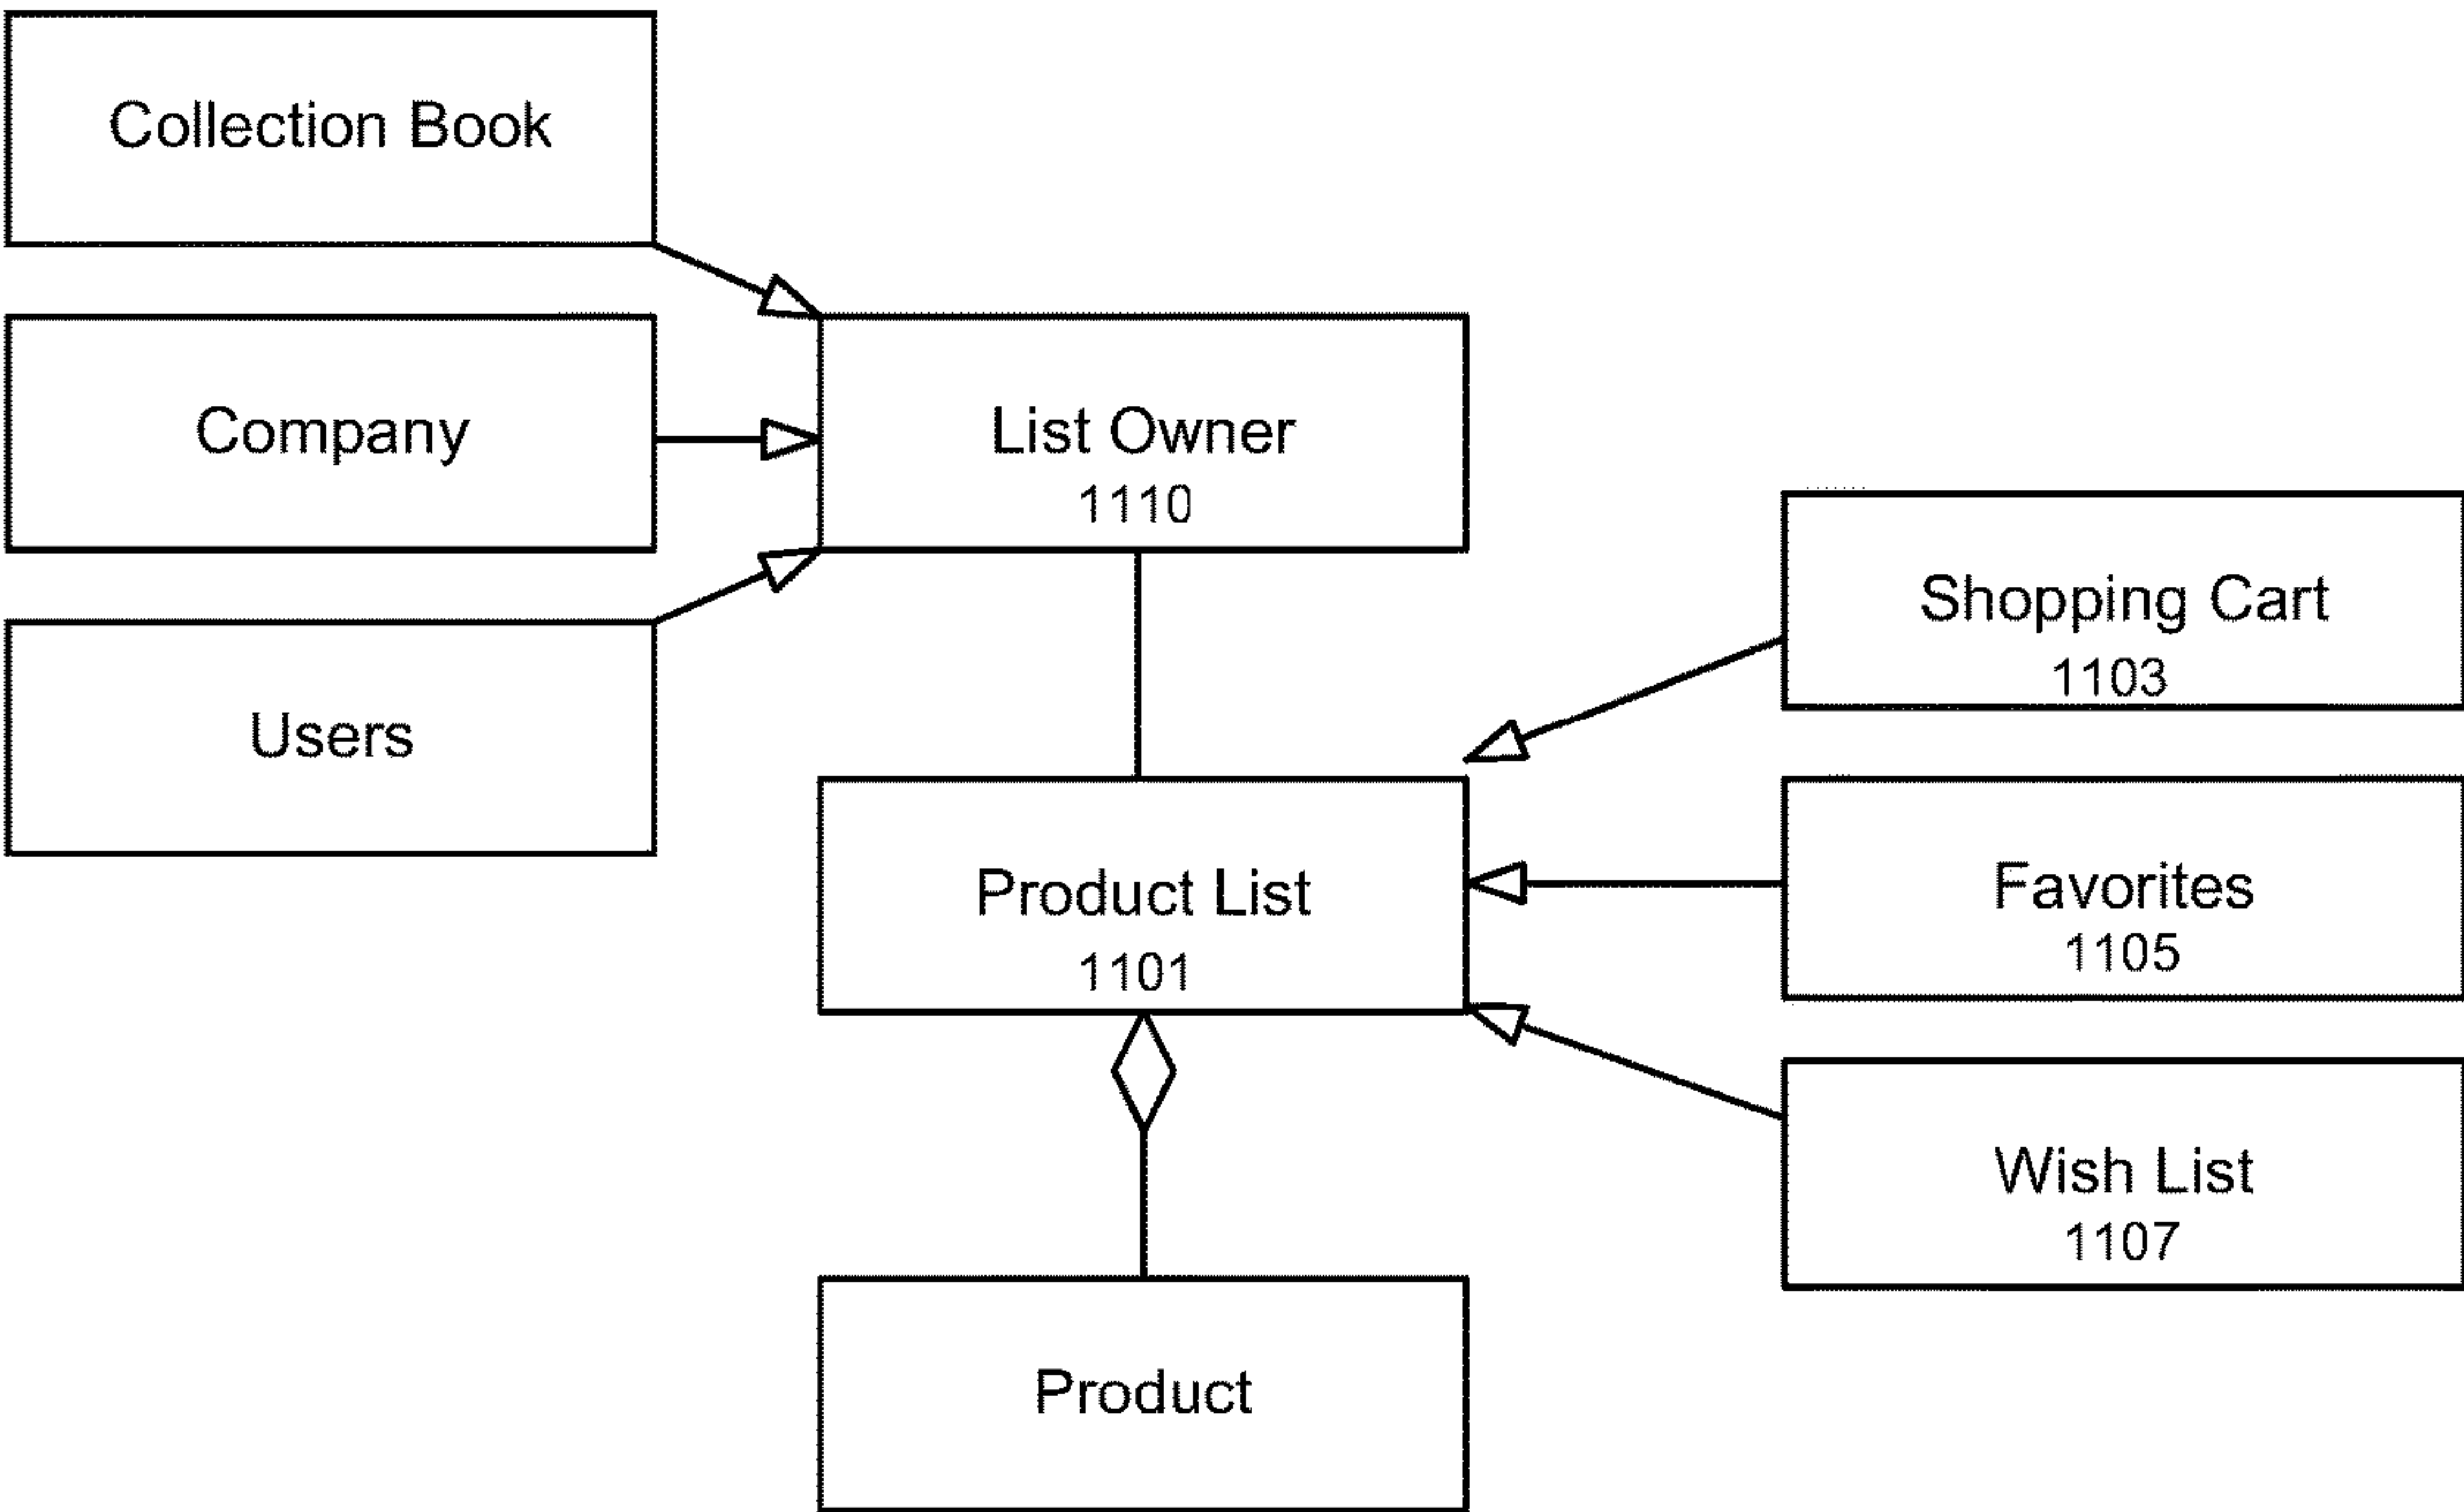 Collection Book
Company
List Owner
1110
Users
Shopping Cart
1103
Product List
1101
Favorites
1105
Wish List
1107
Product